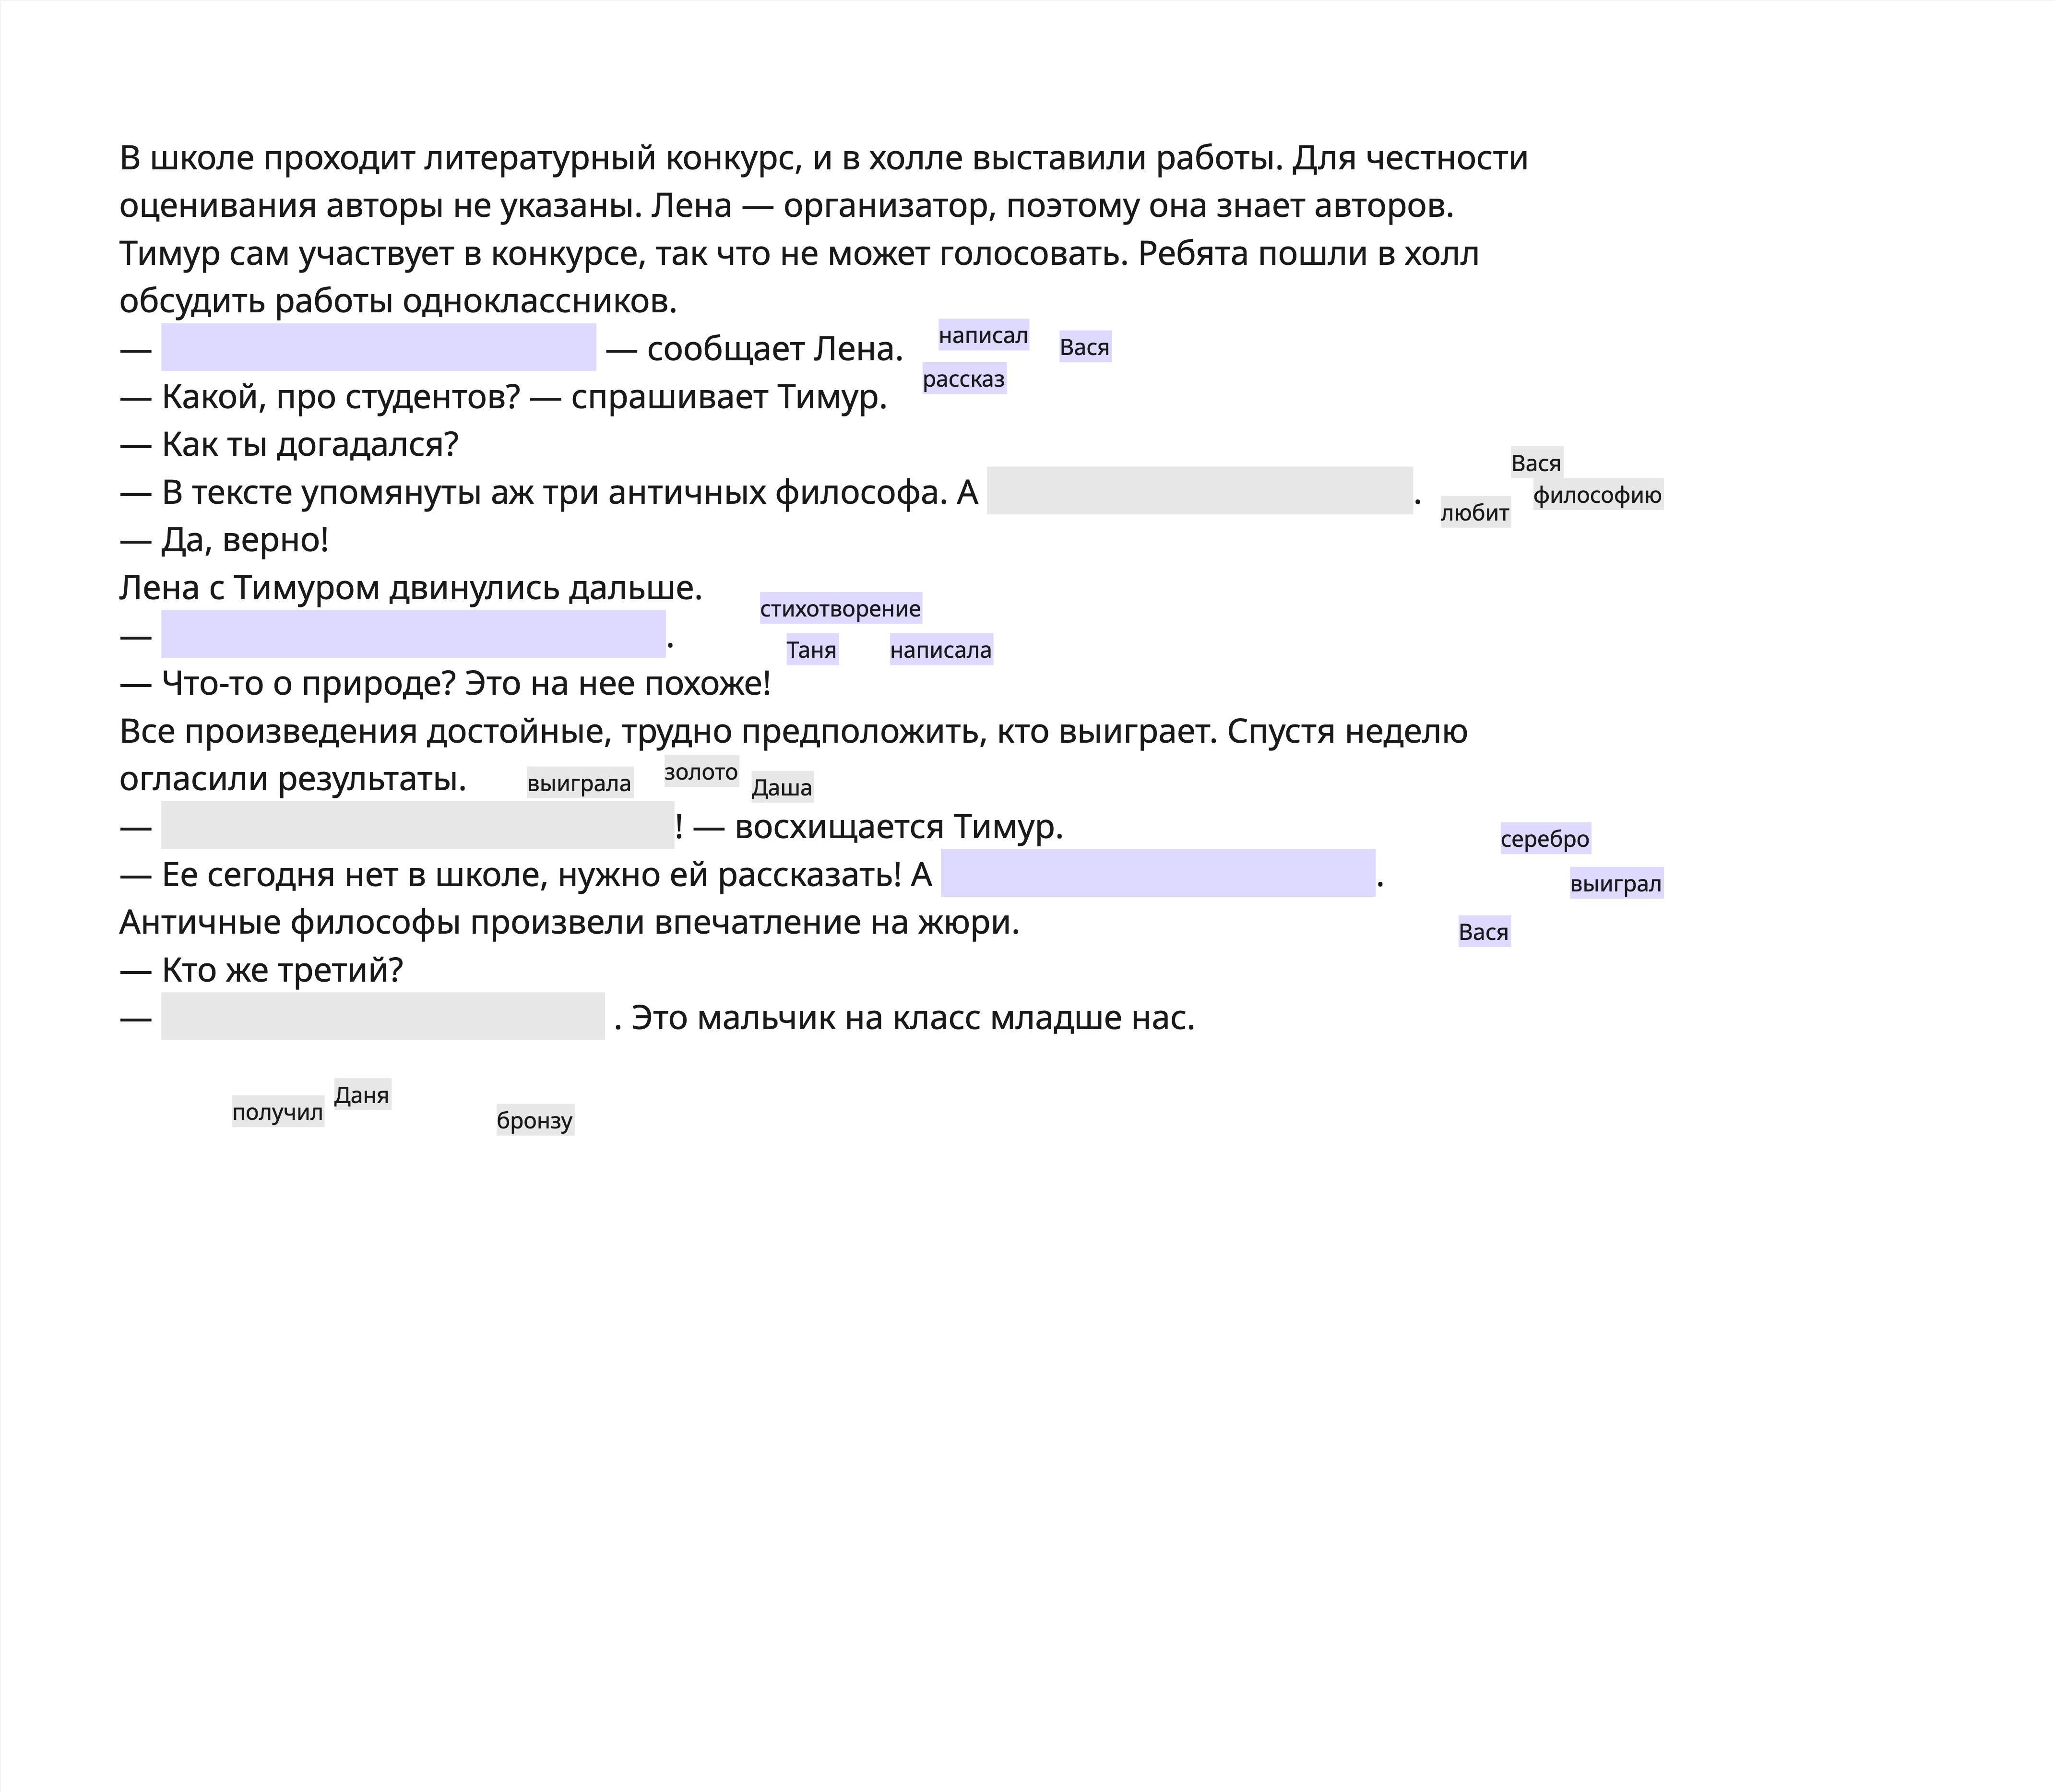 В школе проходит литературный конкурс, и в холле выставили работы. Для честности
оценивания авторы не указаны. Лена — организатор, поэтому она знает авторов.
Тимур сам участвует в конкурсе, так что не может голосовать. Ребята пошли в холл
обсудить работы одноклассников.
— — сообщает Лена. написал Вася
рассказ
— Какой, про студентов? — спрашивает Тимур.
— Как ты догадался?
Вася
— В тексте упомянуты аж три античных философа. А . философию
любит
— Да, верно!
Лена с Тимуром двинулись дальше.
стихотворение
— . Таня написала
— Что-то о природе? Это на нее похоже!
Все произведения достойные, трудно предположить, кто выиграет. Спустя неделю
огласили результаты. выиграла золото Даша
— ! — восхищается Тимур.
серебро
— Ее сегодня нет в школе, нужно ей рассказать! А . выиграл
Античные философы произвели впечатление на жюри. Вася
— Кто же третий?
— . Это мальчик на класс младше нас.
получил Даня бронзу